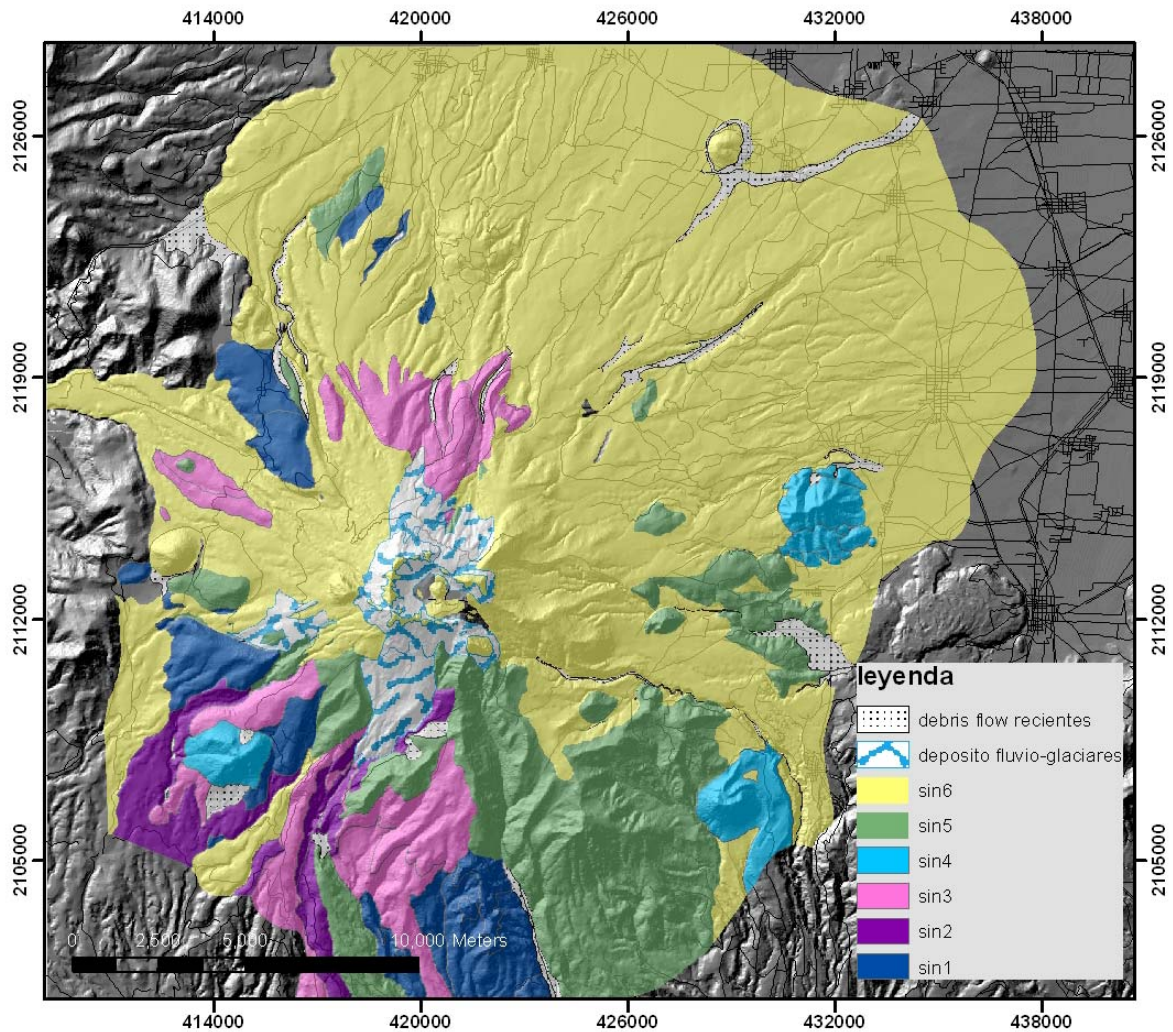 414000 420000 426000 432000 438000
2126000 2126000
2119000 2119000
2112000 2112000
leyenda
debris flow recientes
deposito fluvio-glaciares
sin6
sin5
2105000 2105000
sin4
sin3
sin2
sin1
0 2,500 5,000 10,000 Meters
414000 420000 426000 432000 438000